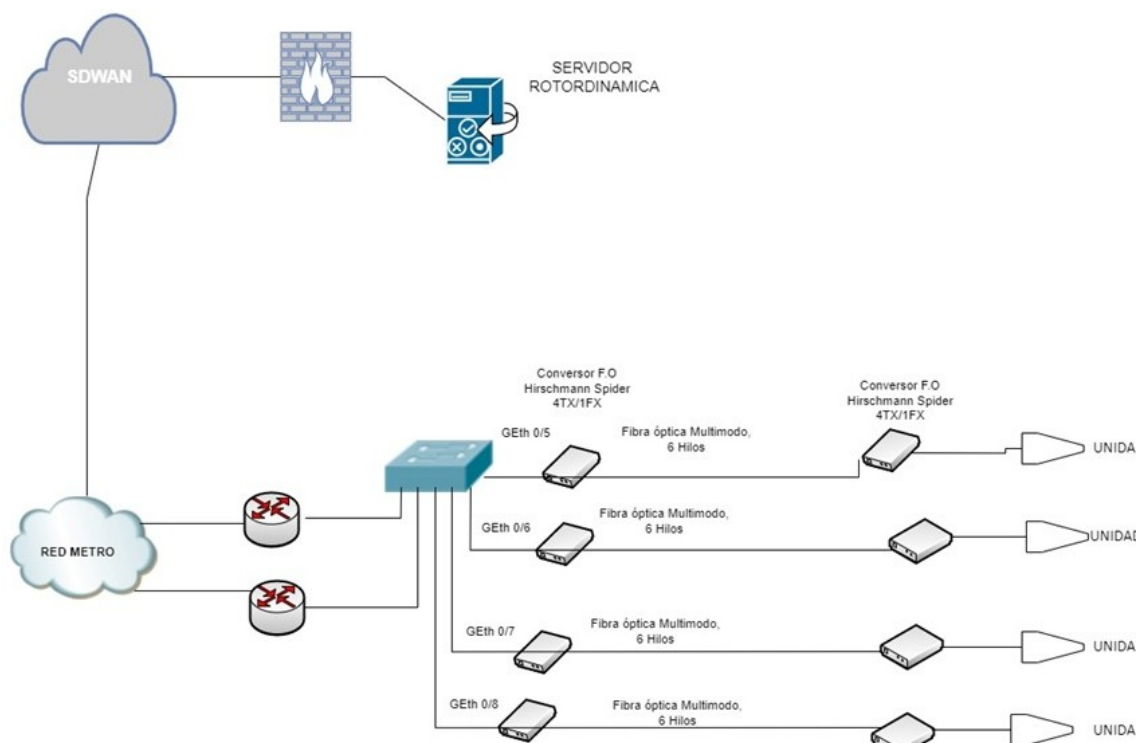 SDWAN
SERVIDOR
ROTORDINAMICA
Conversor F.O
Hirschmann Spider
4TX/1FX
Conversor F.O
Hirschmann Spider
4TX/1FX
GEth 0/5
Fibra óptica Multimodo,
6 Hilos
UNIDA
GEth 0/6
Fibra óptica Multimodo,
6 Hilos
UNIDAD
RED METRO
GEth 0/7
Fibra óptica Multimodo,
6 Hilos
UNIDA
GEth 0/8
Fibra óptica Multimodo,
6 Hilos
UNIDA